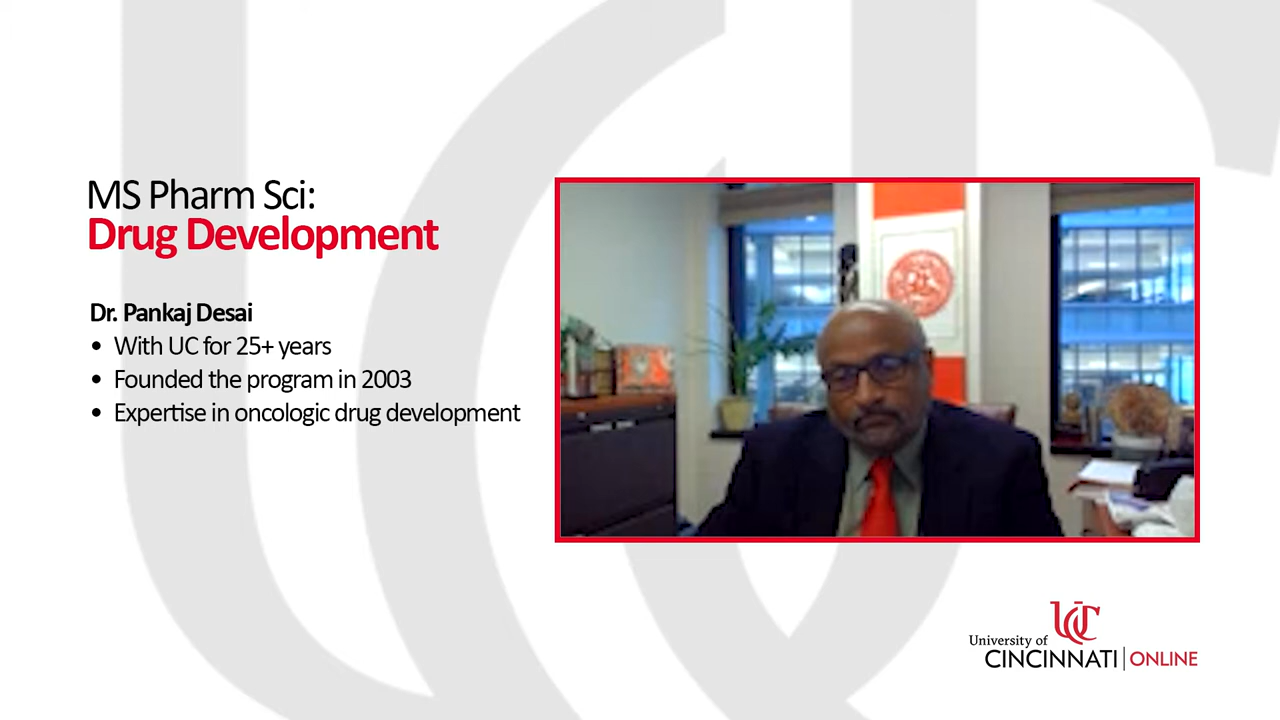 MS Pharm Sci:
Drug Development
Dr. Pankaj Desai
• With UC for 25+ years
• Founded the program in 2003
• Expertise in oncologic drug development
UC
University of
CINCINNATI | ONLINE